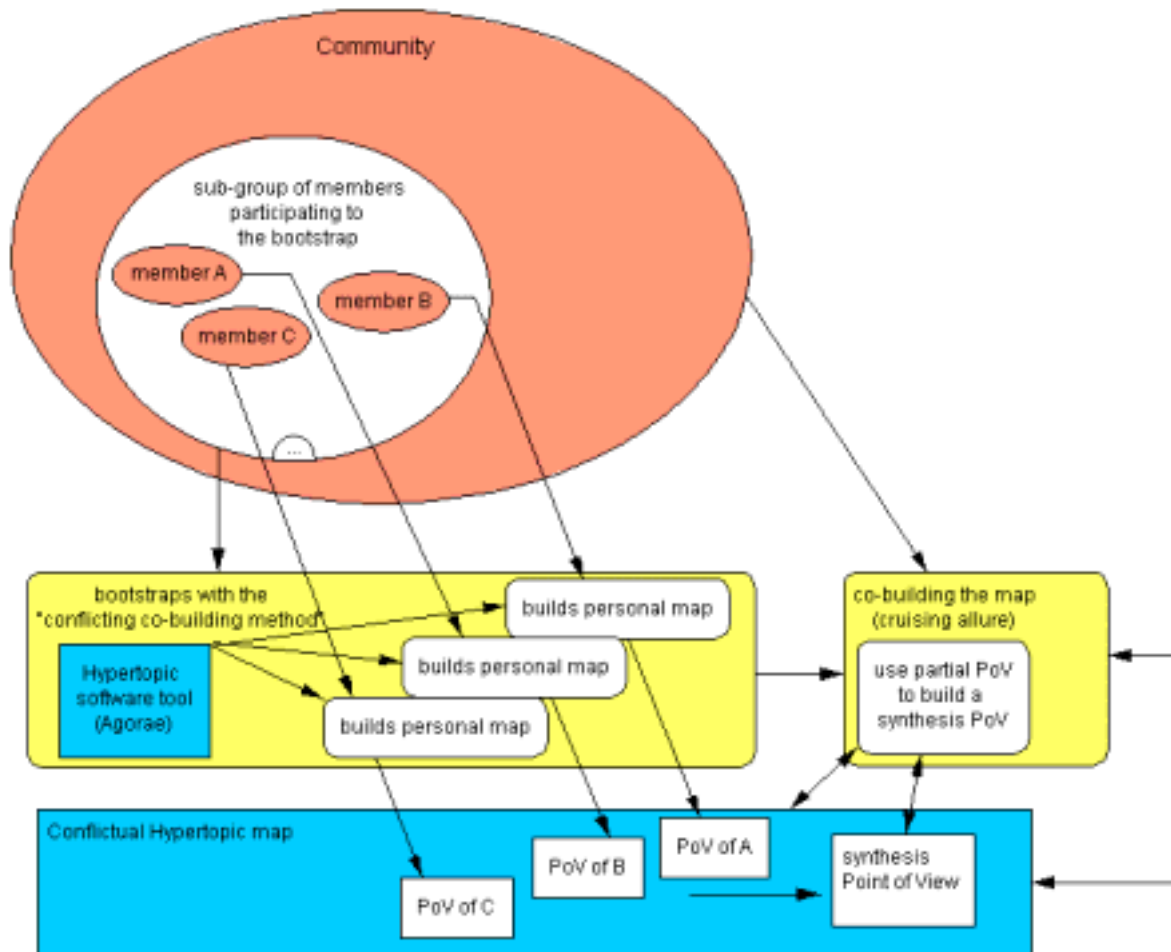 Community
sub-group of members
participating to
the bootstrap
member A
member B
member C
...
bootstraps with the
"conflicting co-building method"
Hypertopic
software tool
(Agorae)
builds personal map
builds personal map
builds personal map
co-building the map
(cruising allure)
use partial PoV
to build a
synthesis PoV
Conflictual Hypertopic map
PoV of A
PoV of B
PoV of C
synthesis
Point of View